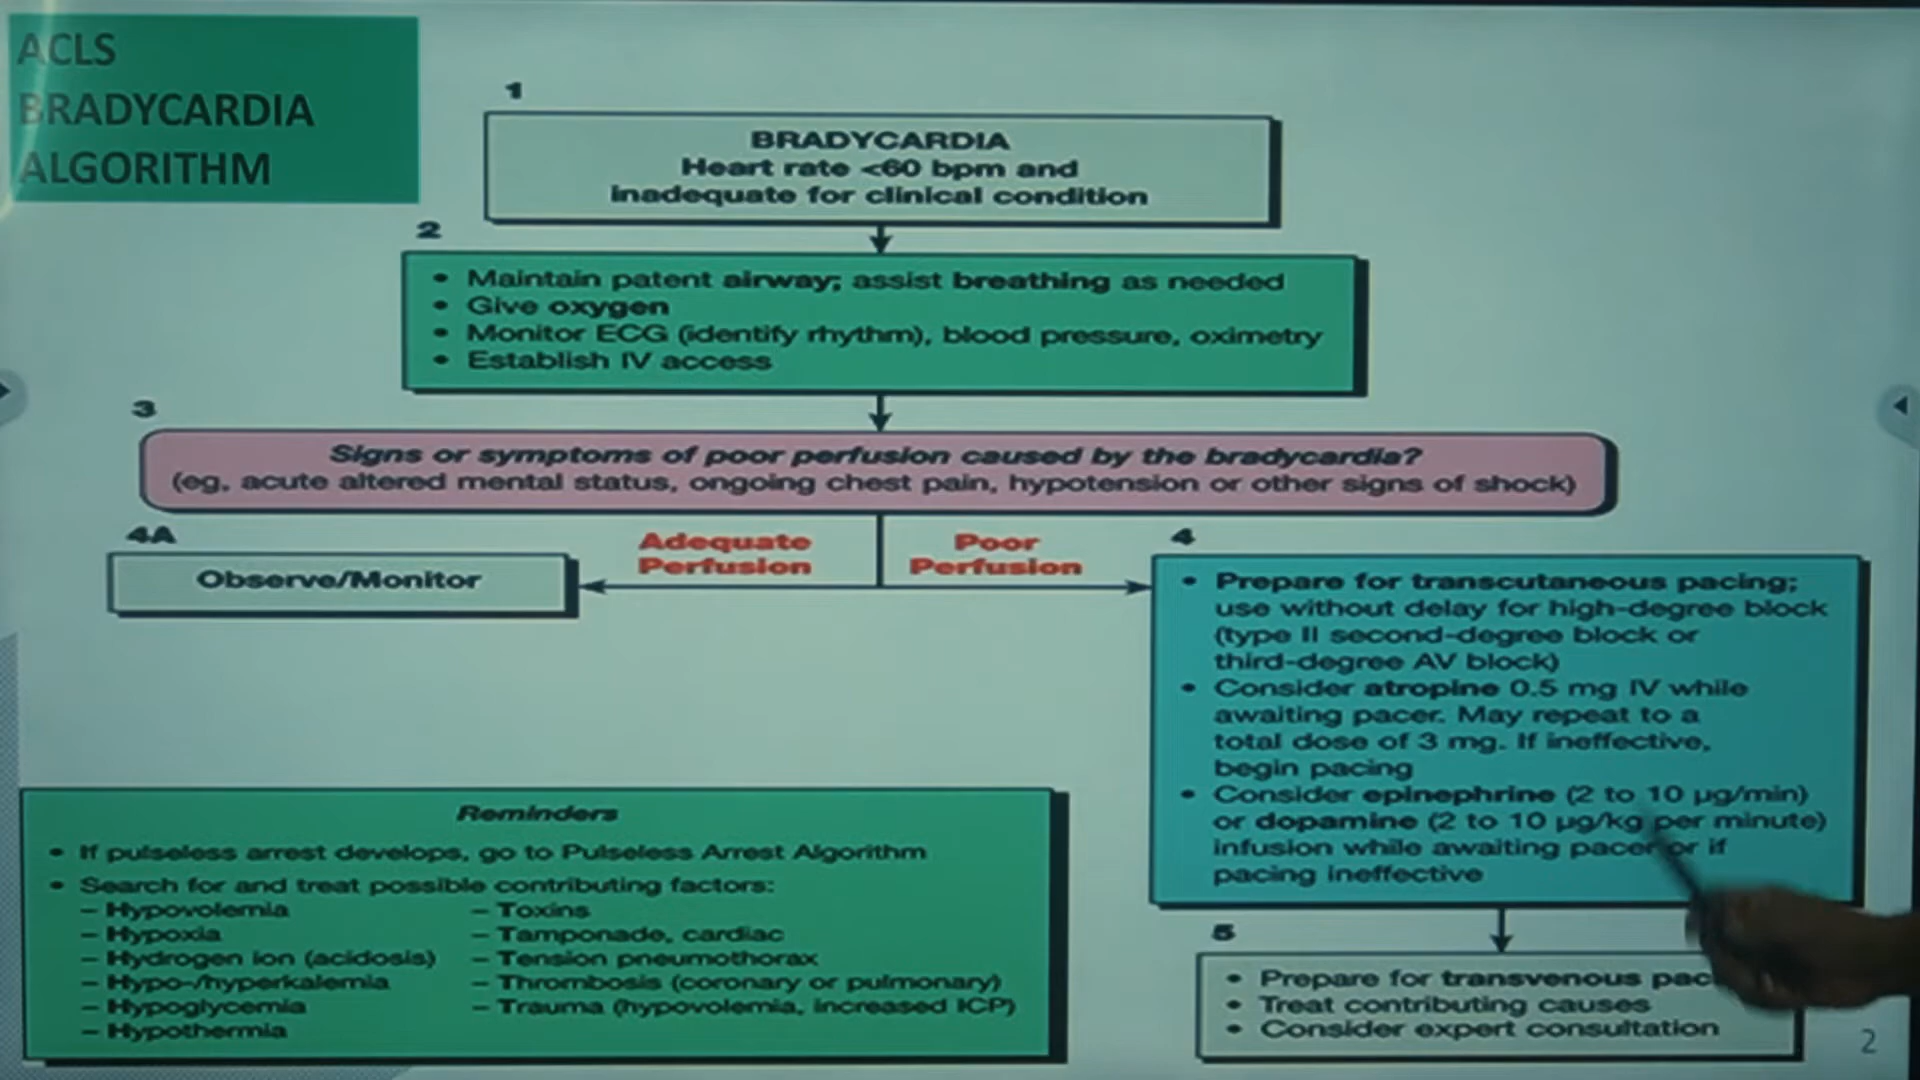 ACLS
BRADYCARDIA
ALGORITHM
1
BRADYCARDIA
Heart rate <60 bpm and
inadequate for clinical condition
2
• Maintain patent airway; assist breathing as needed
• Give oxygen
• Monitor ECG (identify rhythm), blood pressure, oximetry
• Establish IV access
3
Signs or symptoms of poor perfusion caused by the bradycardia?
(eg, acute altered mental status, ongoing chest pain, hypotension or other signs of shock)
4A
Observe/Monitor
Adequate
Perfusion
Poor
Perfusion
4
• Prepare for transcutaneous pacing;
use without delay for high-degree block
(type II second-degree block or
third-degree AV block)
• Consider atropine 0.5 mg IV while
awaiting pacer. May repeat to a
total dose of 3 mg. If ineffective,
begin pacing
• Consider epinephrine (2 to 10 µg/min)
or dopamine (2 to 10 µg/kg per minute)
infusion while awaiting pacer or if
pacing ineffective
5
• Prepare for transvenous
• Treat contributing causes
• Consider expert consultation
Reminders
• If pulseless arrest develops, go to Pulseless Arrest Algorithm
• Search for and treat possible contributing factors:
– Hypovolemia
– Hypoxia
– Hydrogen ion (acidosis)
– Hypo-/hyperkalemia
– Hypoglycemia
– Hypothermia
– Toxins
– Tamponade, cardiac
– Tension pneumothorax
– Thrombosis (coronary or pulmonary)
– Trauma (hypovolemia, increased ICP)
2